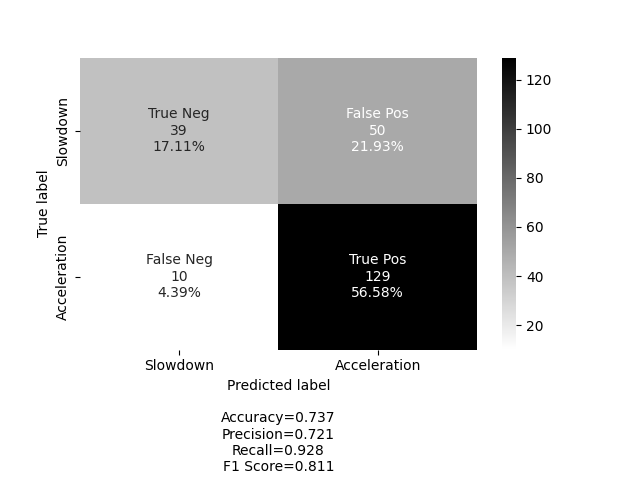 True Neg
39
17.11%
False Pos
50
21.93%
False Neg
10
4.39%
True Pos
129
56.58%
Slowdown
Acceleration
True label
Slowdown
Acceleration
Predicted label
Accuracy=0.737
Precision=0.721
Recall=0.928
F1 Score=0.811
120
100
80
60
40
20